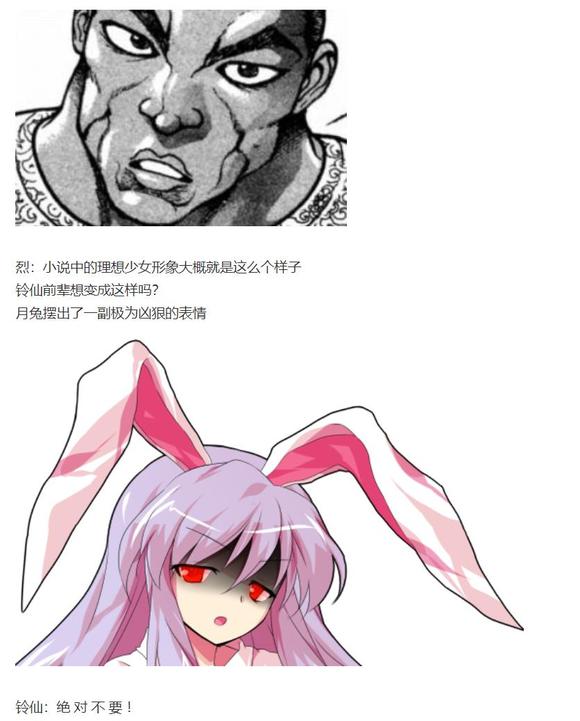 烈：小说中的理想少女形象大概就是这么个样子
铃仙前辈想变成这样吗？
月兔摆出了一副极为凶狠的表情
铃仙：绝 对 不 要 ！